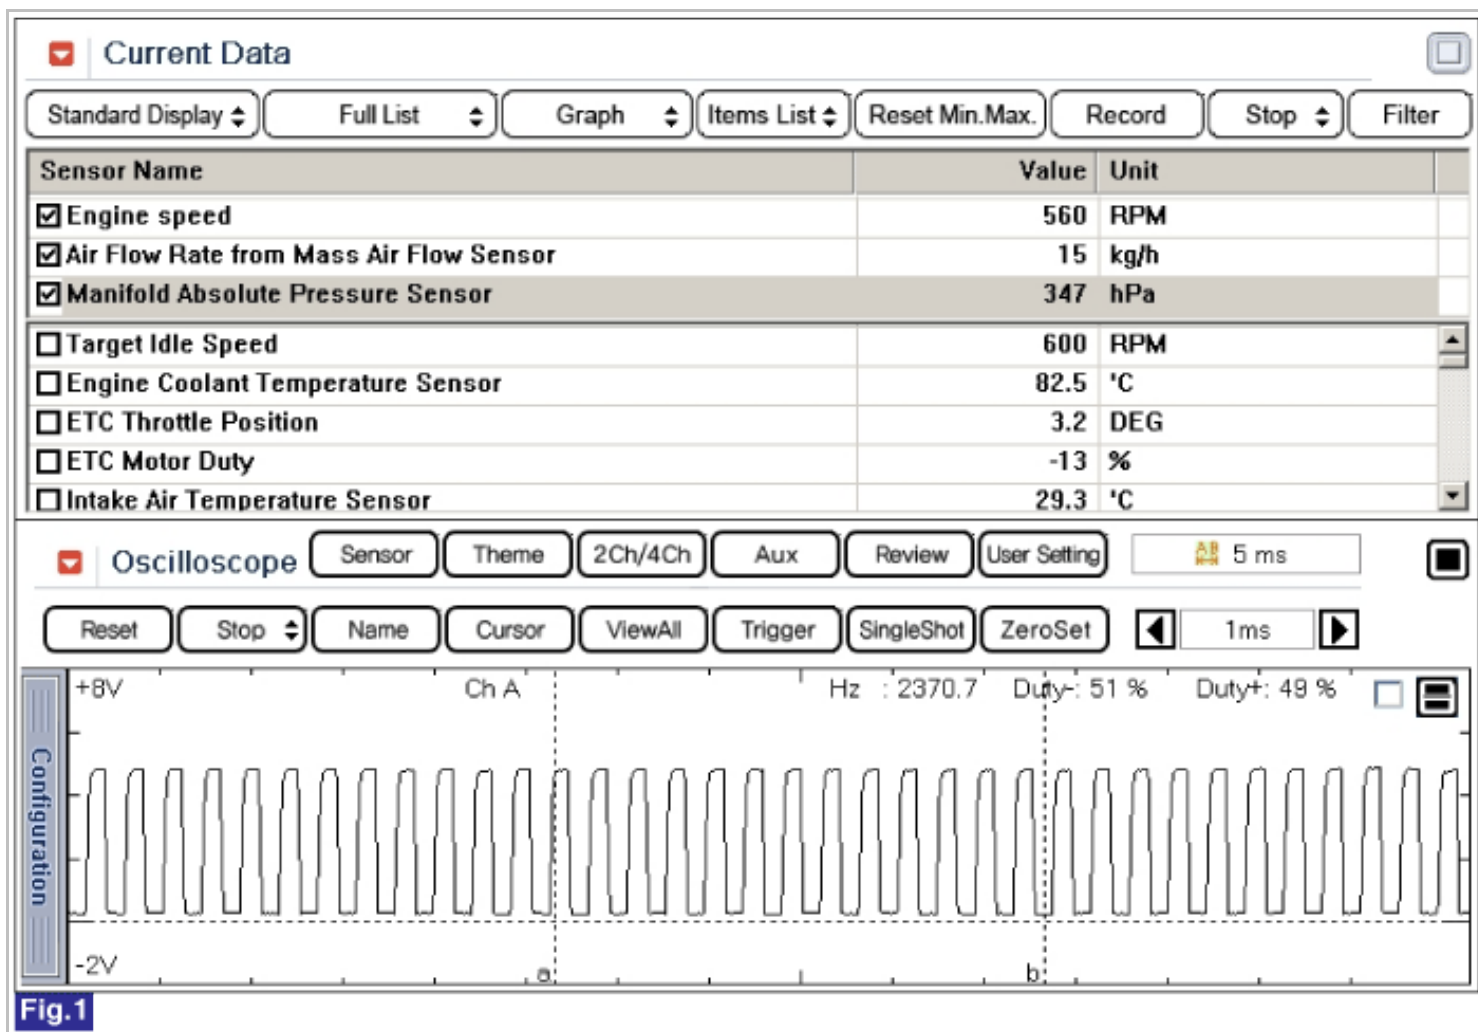 Current Data
Standard Display Full List Graph Items List Reset Min.Max. Record Stop Filter
Sensor Name Value Unit
Engine speed 560 RPM
Air Flow Rate from Mass Air Flow Sensor 15 kg/h
Manifold Absolute Pressure Sensor 347 hPa
Target Idle Speed 600 RPM
Engine Coolant Temperature Sensor 82.5 'C
ETC Throttle Position 3.2 DEG
ETC Motor Duty -13 %
Intake Air Temperature Sensor 29.3 'C
Oscilloscope Sensor Theme 2Ch/4Ch Aux Review User Setting 5 ms
Reset Stop Name Cursor ViewAll Trigger SingleShot ZeroSet 1ms
+8V Ch A Hz : 2370.7 Duty-: 51 % Duty+: 49 %
Configuration
-2V a b
Fig.1